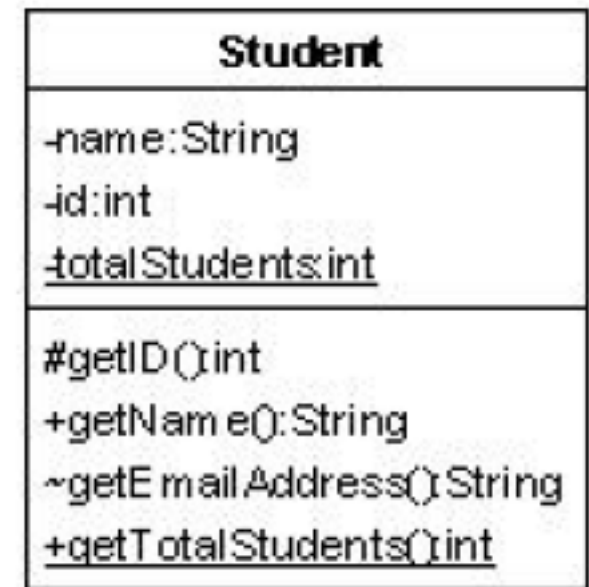 Student
-name:String
-id:int
-totalStudents:int
#getID():int
+getName():String
~getEmailAddress():String
+getTotalStudents():int